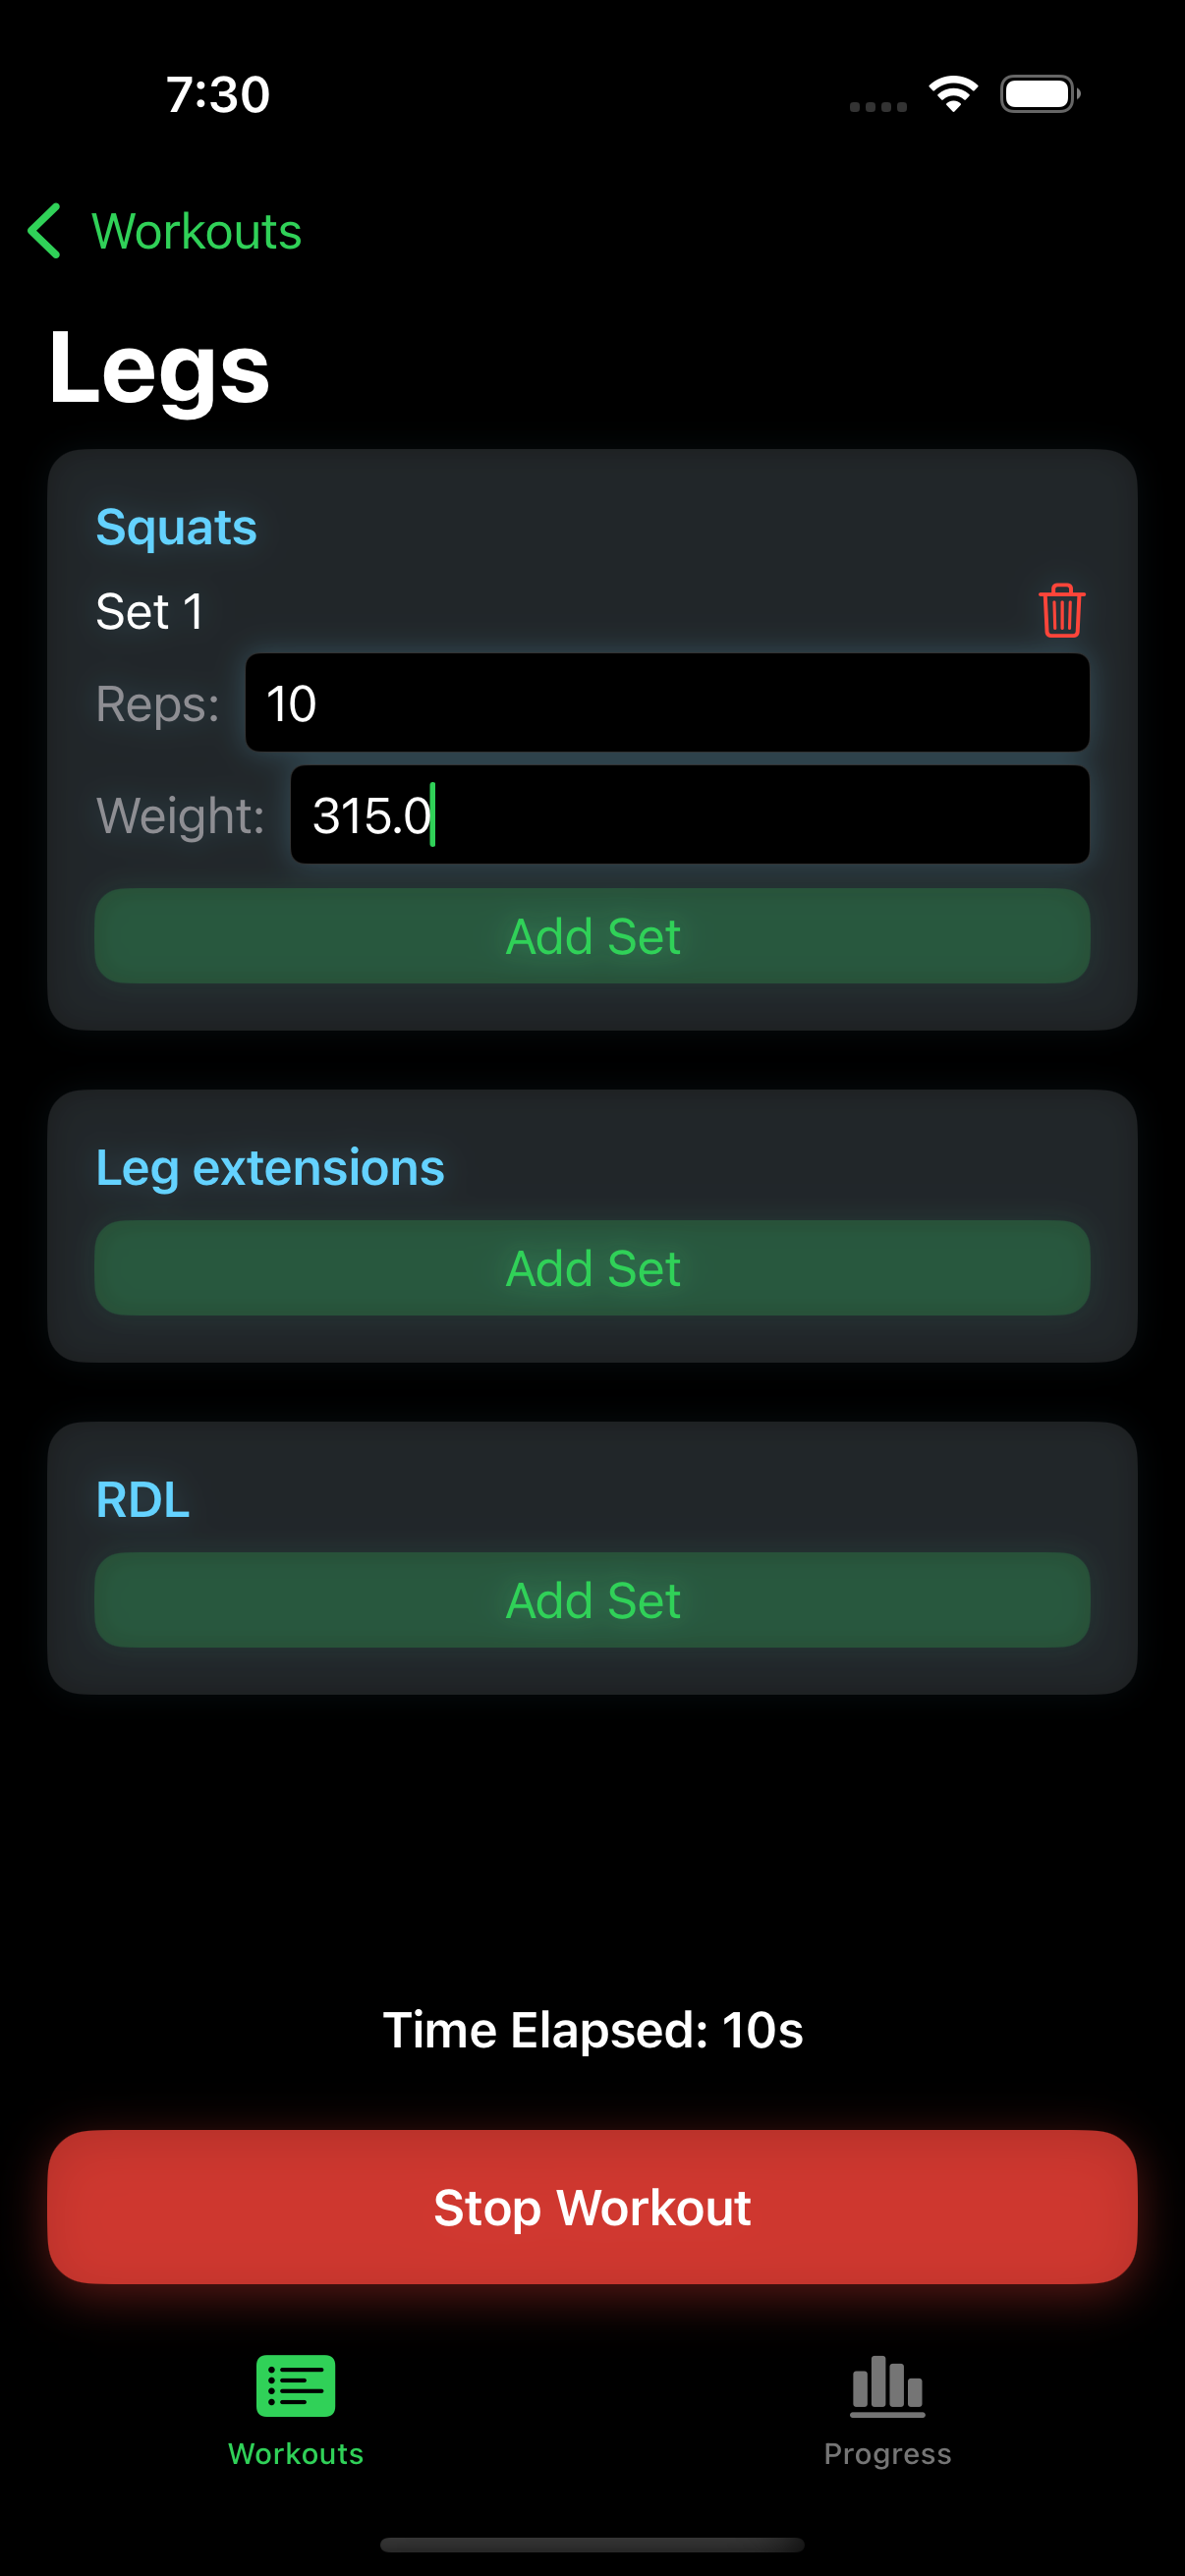 7:30
Workouts
Legs
Squats
Set 1
Reps: 10
Weight: 315.0
Add Set
Leg extensions
Add Set
RDL
Add Set
Time Elapsed: 10s
Stop Workout
Workouts Progress